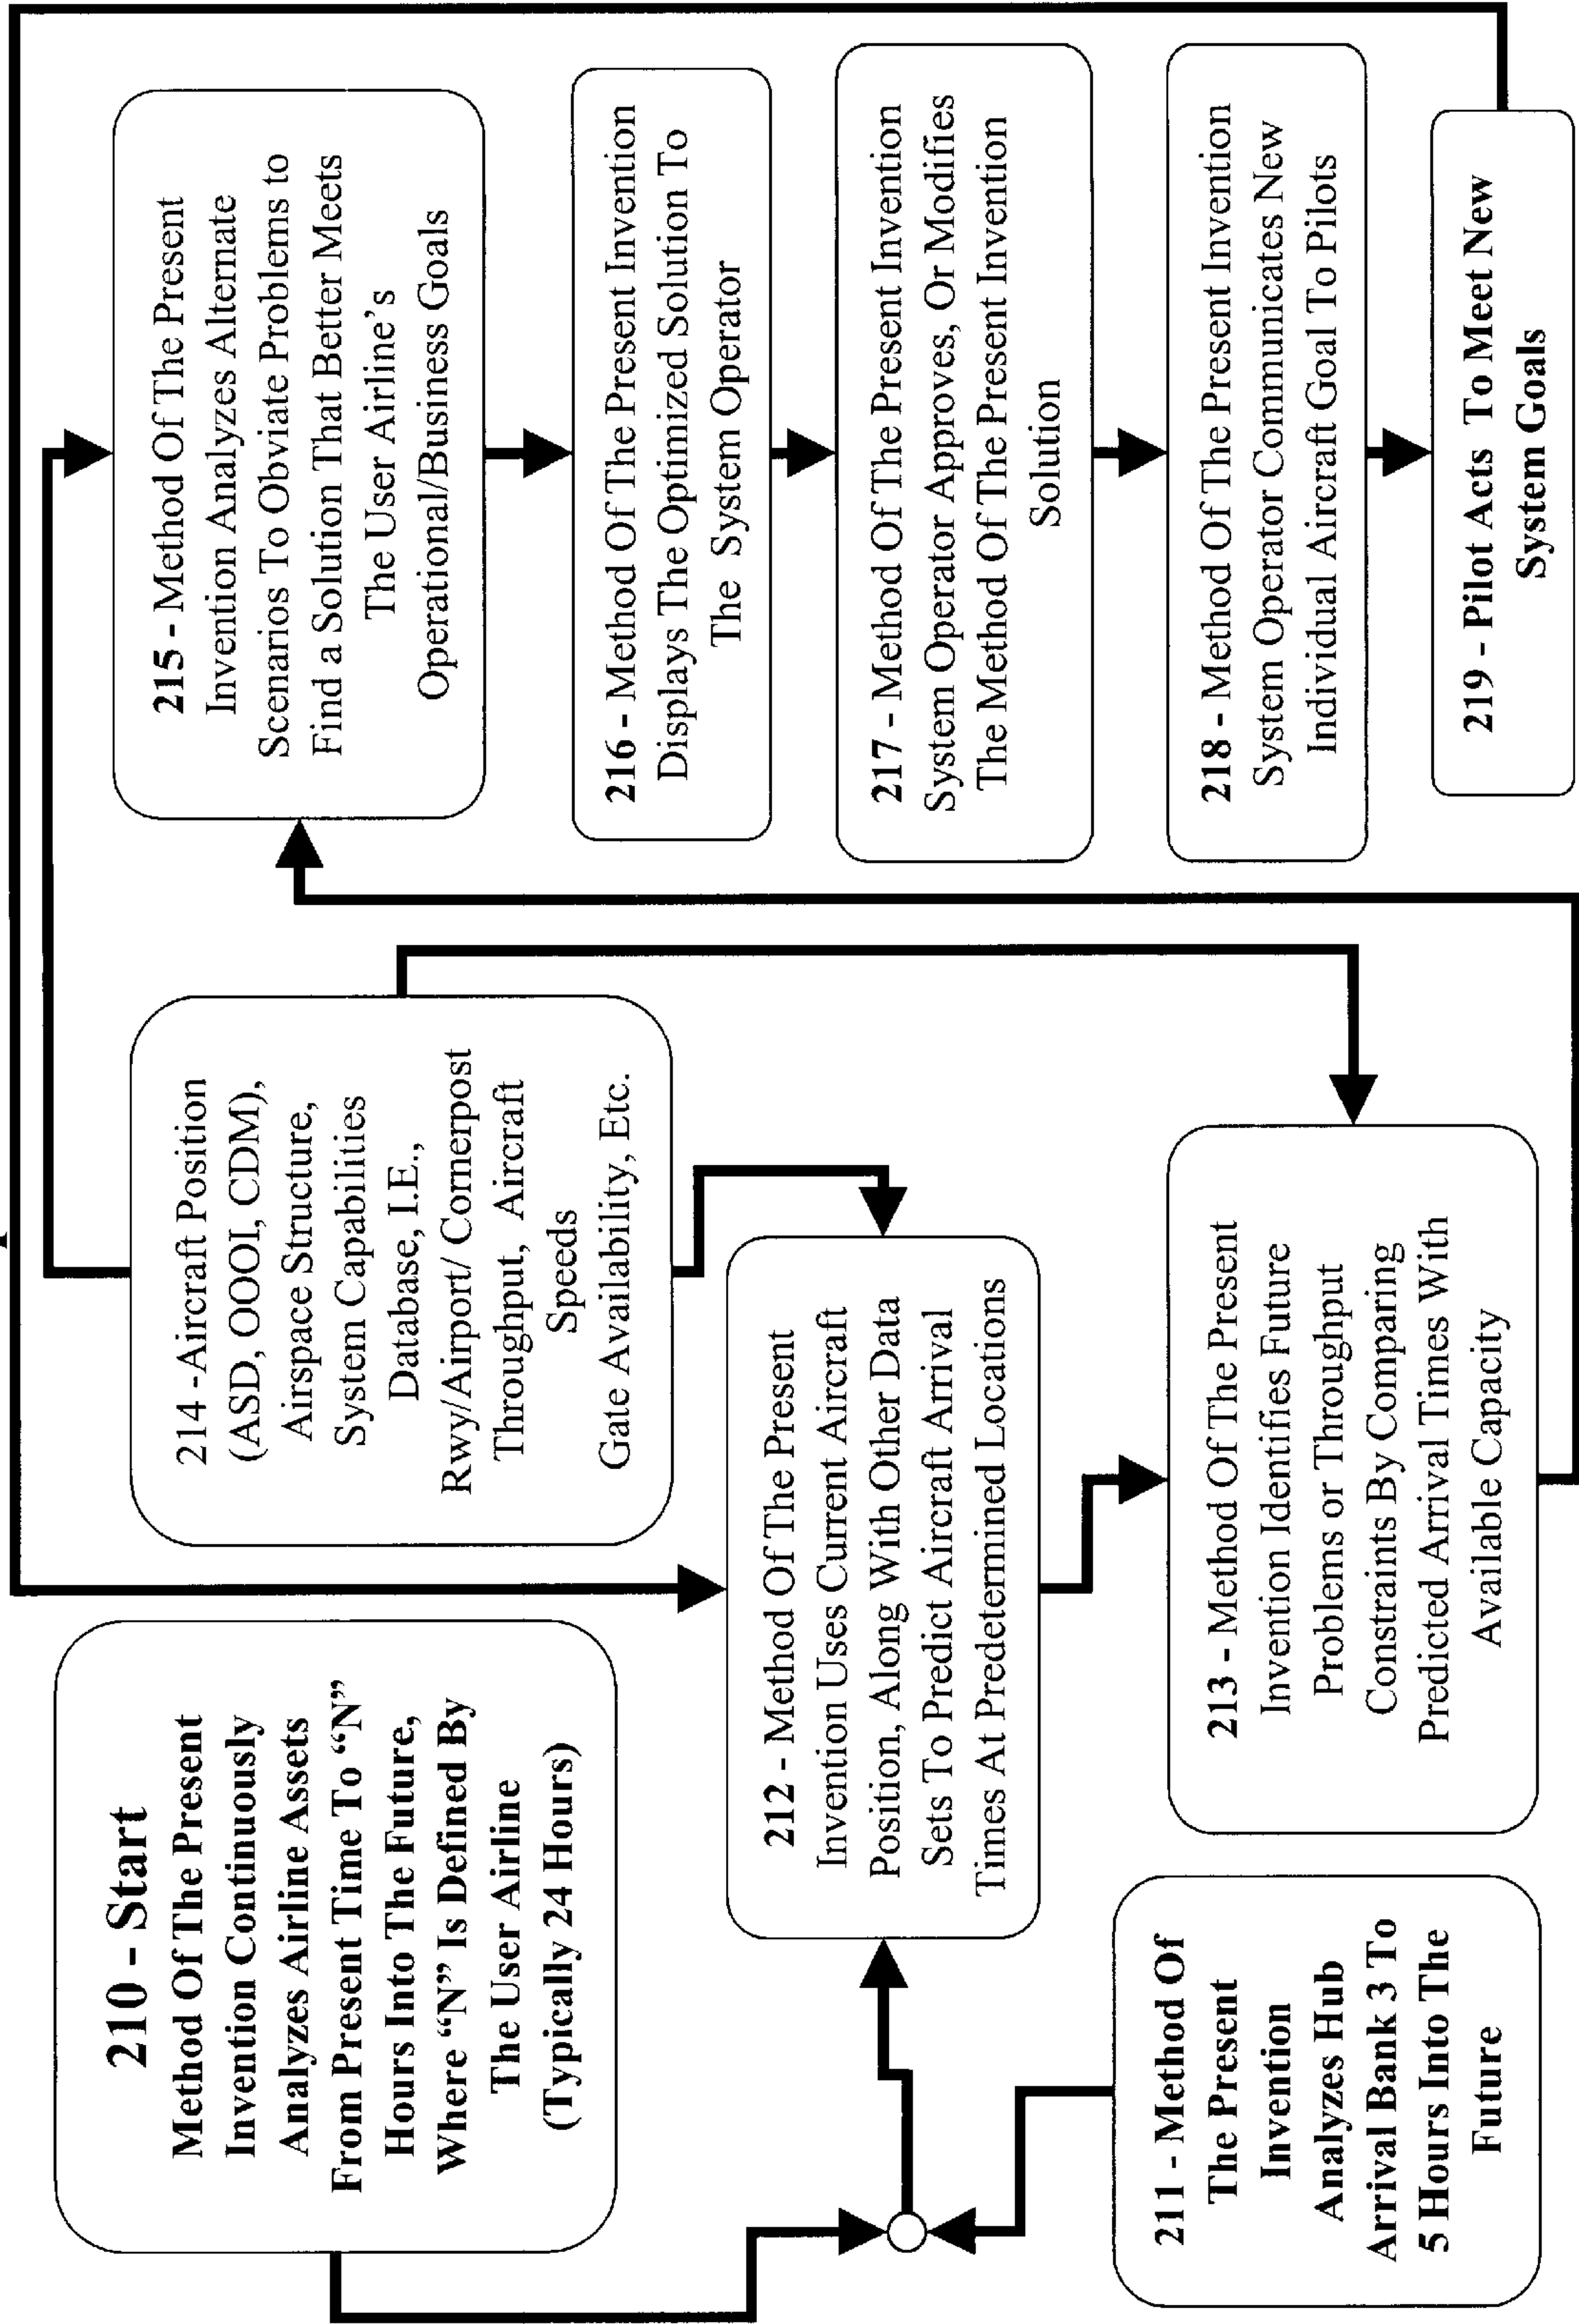 210 - Start
Method Of The Present
Invention Continuously
Analyzes Airline Assets
From Present Time To “N”
Hours Into The Future,
Where “N” Is Defined By
The User Airline
(Typically 24 Hours)
211 - Method Of
The Present
Invention
Analyzes Hub
Arrival Bank 3 To
5 Hours Into The
Future
212 - Method Of The Present
Invention Uses Current Aircraft
Position, Along With Other Data
Sets To Predict Aircraft Arrival
Times At Predetermined Locations
213 - Method Of The Present
Invention Identifies Future
Problems or Throughput
Constraints By Comparing
Predicted Arrival Times With
Available Capacity
214 -Aircraft Position
(ASD, OOOI, CDM),
Airspace Structure,
System Capabilities
Database, I.E.,
Rwy/Airport/ Cornerpost
Throughput, Aircraft
Speeds
Gate Availability, Etc.
215 - Method Of The Present
Invention Analyzes Alternate
Scenarios To Obviate Problems to
Find a Solution That Better Meets
The User Airline’s
Operational/Business Goals
216 - Method Of The Present Invention
Displays The Optimized Solution To
The System Operator
217 - Method Of The Present Invention
System Operator Approves, Or Modifies
The Method Of The Present Invention
Solution
218 - Method Of The Present Invention
System Operator Communicates New
Individual Aircraft Goal To Pilots
219 - Pilot Acts To Meet New
System Goals